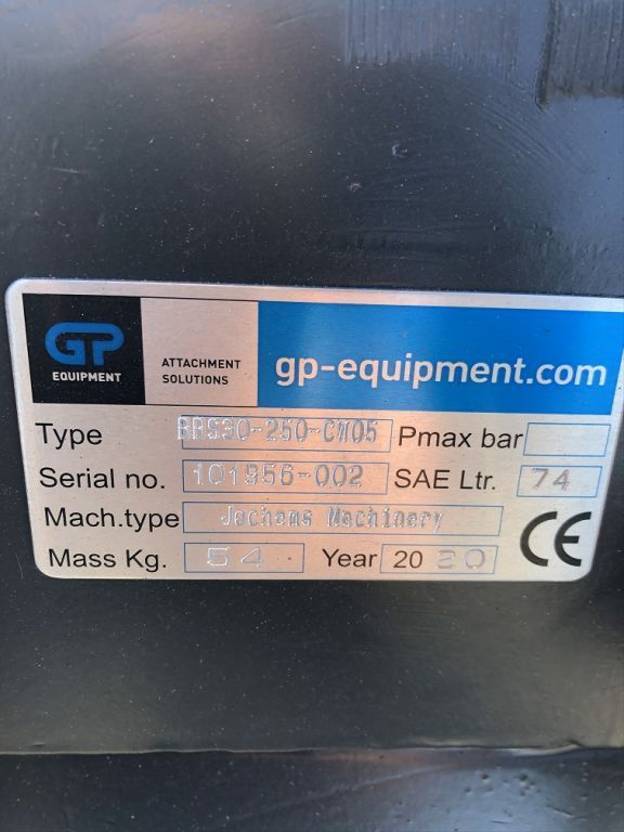 GP
EQUIPMENT
ATTACHMENT
SOLUTIONS
gp-equipment.com
Type BRS30-250-CW05 Pmax bar
Serial no. 101956-002 SAE Ltr. 74
Mach.type Jochems Machinery
Mass Kg. 54 Year 2020
CE